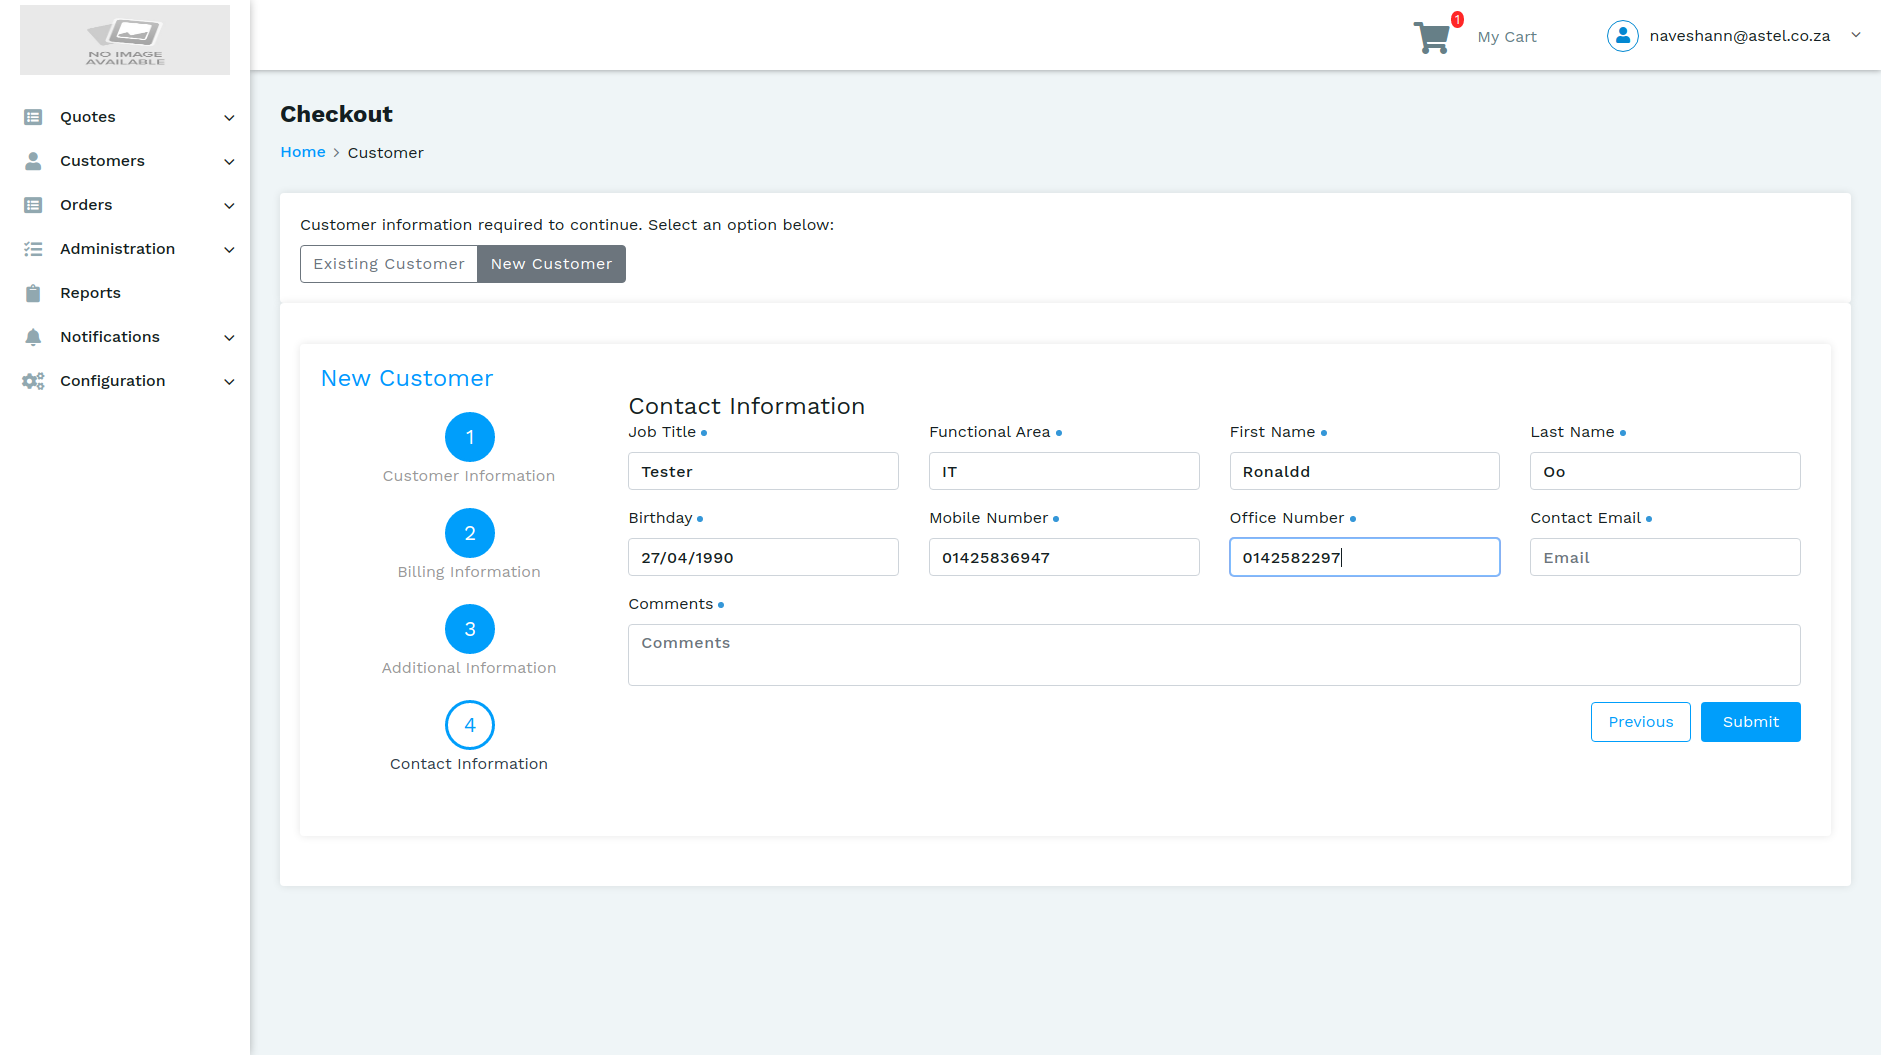 NO IMAGE
AVAILABLE
1
My Cart
naveshann@astel.co.za
Quotes
Customers
Orders
Administration
Reports
Notifications
Configuration
Checkout
Home > Customer
Customer information required to continue. Select an option below:
Existing Customer New Customer
New Customer
1
Customer Information
2
Billing Information
3
Additional Information
4
Contact Information
Contact Information
Job Title Functional Area First Name Last Name
Tester IT Ronaldd Oo
Birthday Mobile Number Office Number Contact Email
27/04/1990 01425836947 0142582297 Email
Comments
Comments
Previous Submit